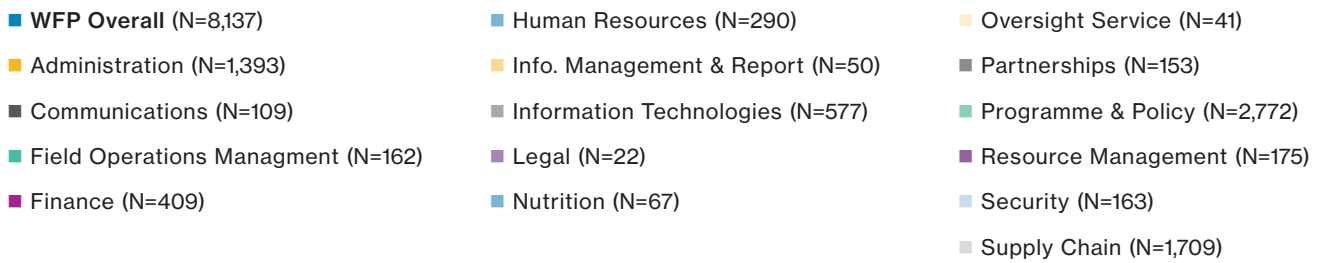 WFP Overall (N=8,137)
Administration (N=1,393)
Communications (N=109)
Field Operations Managment (N=162)
Finance (N=409)
Human Resources (N=290)
Info. Management & Report (N=50)
Information Technologies (N=577)
Legal (N=22)
Nutrition (N=67)
Oversight Service (N=41)
Partnerships (N=153)
Programme & Policy (N=2,772)
Resource Management (N=175)
Security (N=163)
Supply Chain (N=1,709)